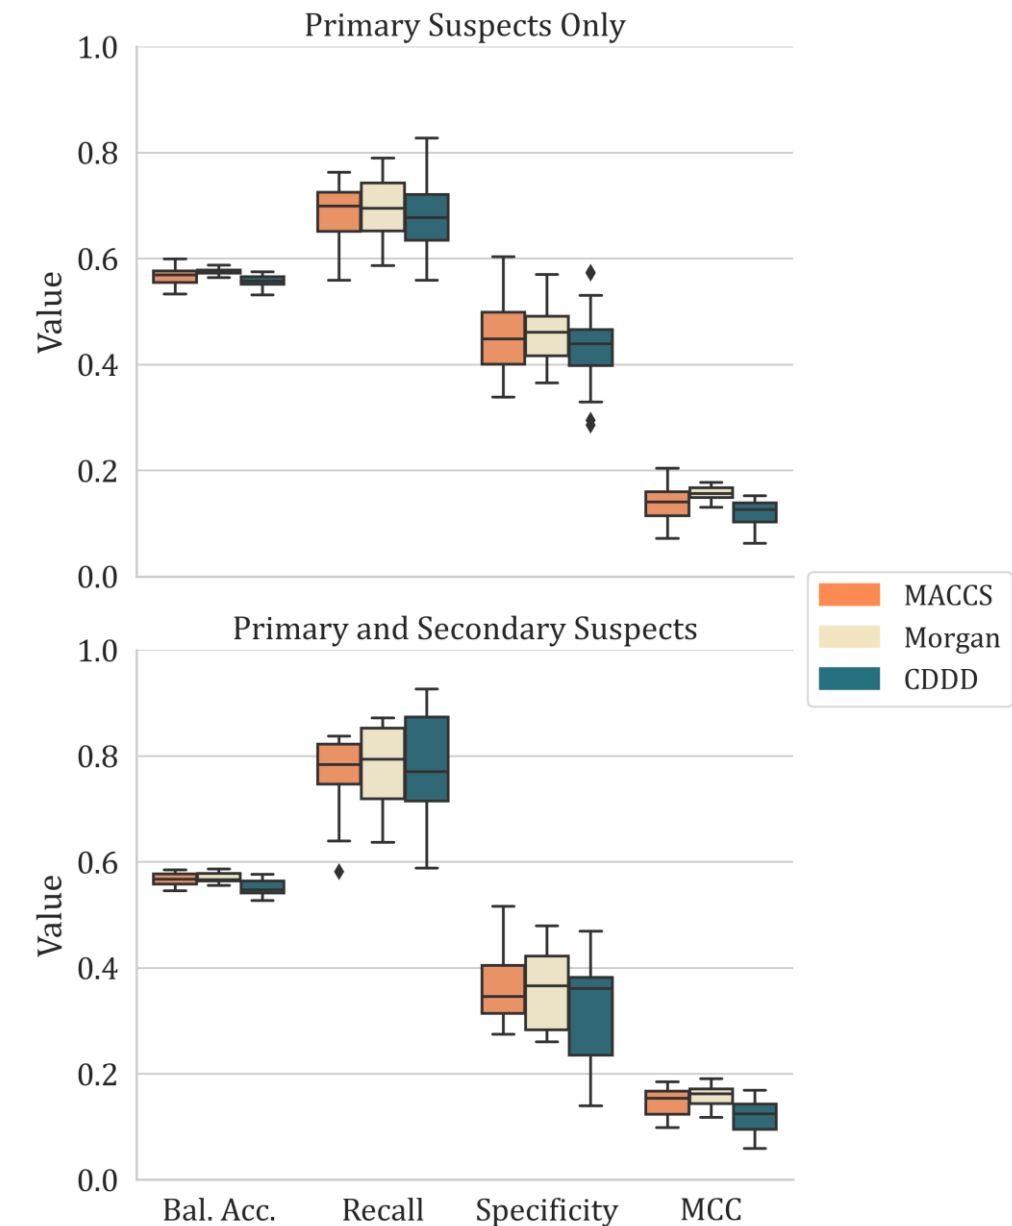 Primary Suspects Only
1.0
0.8
0.6
0.4
0.2
0.0
Value
MACCS
Morgan
CDDD
Primary and Secondary Suspects
1.0
0.8
0.6
0.4
0.2
0.0
Value
Bal. Acc. Recall Specificity MCC